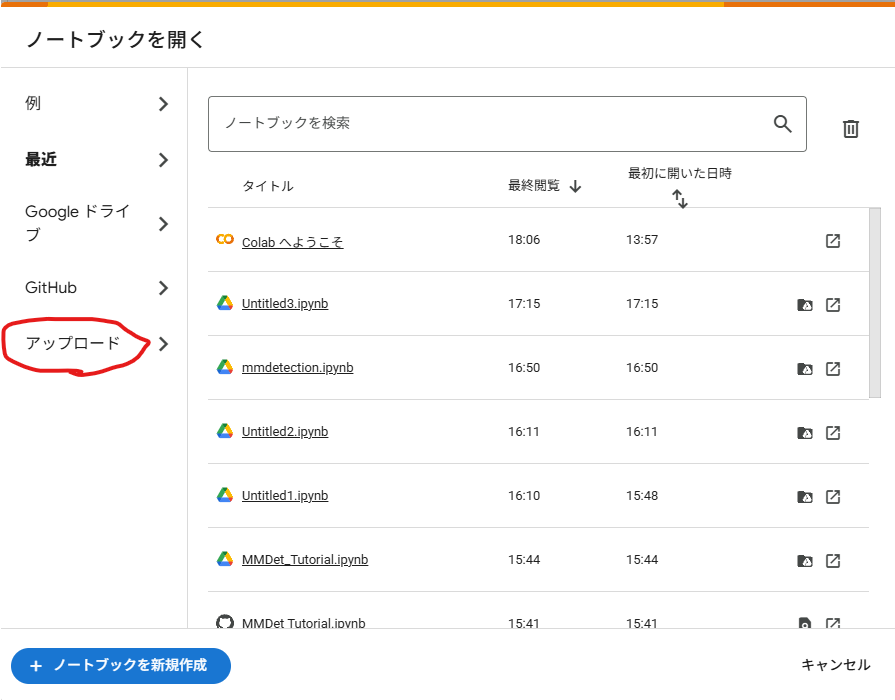 ノートブックを開く
例
最近
Google ドライ
ブ
GitHub
アップロード
ノートブックを検索
タイトル 最終閲覧 最初に開いた日時
Colab へようこそ 18:06 13:57
Untitled3.ipynb 17:15 17:15
mmdetection.ipynb 16:50 16:50
Untitled2.ipynb 16:11 16:11
Untitled1.ipynb 16:10 15:48
MMDet_Tutorial.ipynb 15:44 15:44
MMDet Tutorial.ipynb 15:41 15:41
+ ノートブックを新規作成
キャンセル